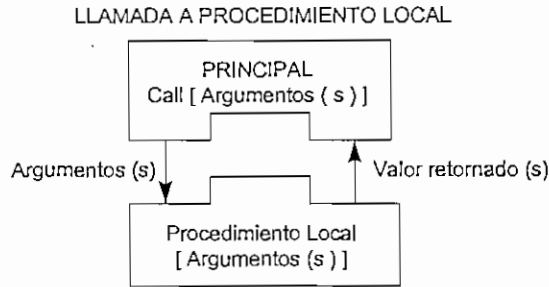 LLAMADA A PROCEDIMIENTO LOCAL
PRINCIPAL
Call [ Argumentos ( s ) ]
Argumentos (s)
Valor retornado (s)
Procedimiento Local
[ Argumentos (s ) ]